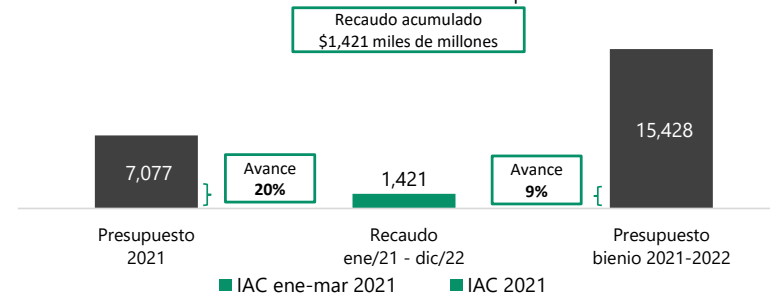 Recaudo acumulado
$1,421 miles de millones
15,428
7,077
Avance
20%
1,421
Avance
9%
Presupuesto
2021
Recaudo
ene/21 - dic/22
Presupuesto
bienio 2021-2022
IAC ene-mar 2021
IAC 2021